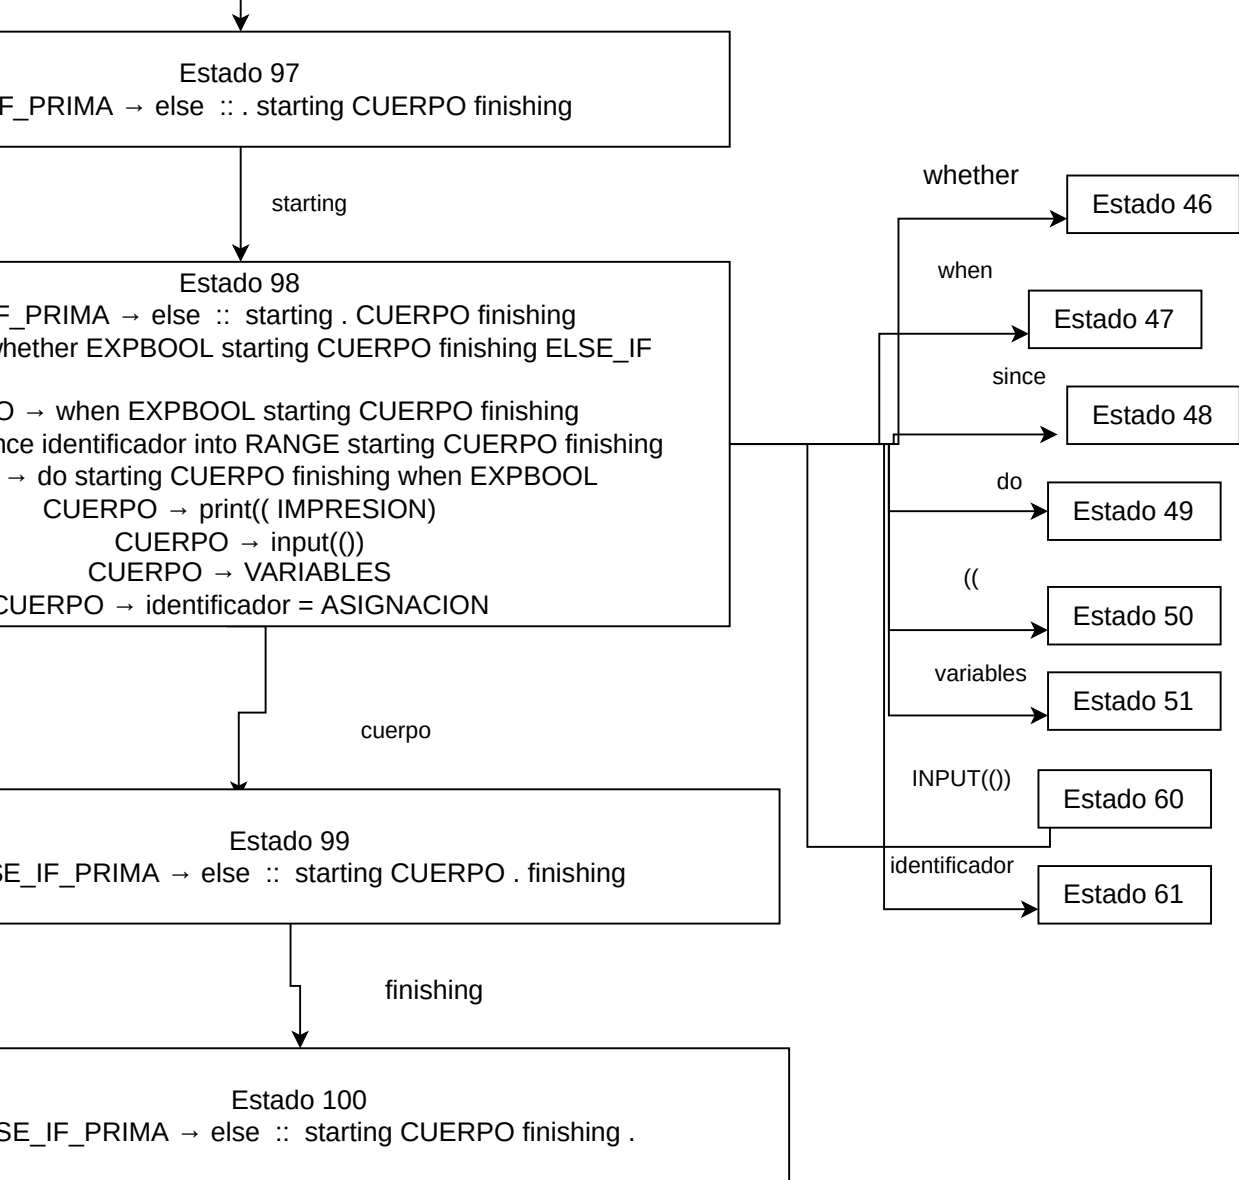 Estado 97
F_PRIMA → else :: . starting CUERPO finishing
starting
Estado 98
F_PRIMA → else :: starting . CUERPO finishing
whether EXPBOOL starting CUERPO finishing ELSE_IF
O → when EXPBOOL starting CUERPO finishing
nce identificador into RANGE starting CUERPO finishing
→ do starting CUERPO finishing when EXPBOOL
CUERPO → print(( IMPRESION)
CUERPO → input(())
CUERPO → VARIABLES
CUERPO → identificador = ASIGNACION
cuerpo
Estado 99
SE_IF_PRIMA → else :: starting CUERPO . finishing
finishing
Estado 100
SE_IF_PRIMA → else :: starting CUERPO finishing .
whether
Estado 46
when
Estado 47
since
Estado 48
do
Estado 49
((
Estado 50
variables
Estado 51
INPUT(())
Estado 60
identificador
Estado 61